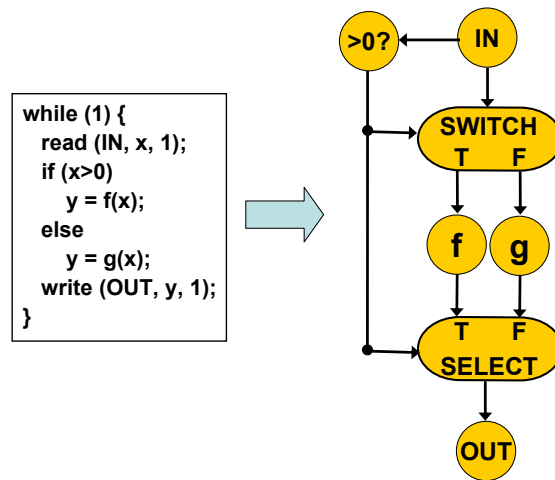 while (1) {
read (IN, x, 1);
if (x>0)
y = f(x);
else
y = g(x);
write (OUT, y, 1);
}
>0?
IN
SWITCH
T F
f
g
T F
SELECT
OUT